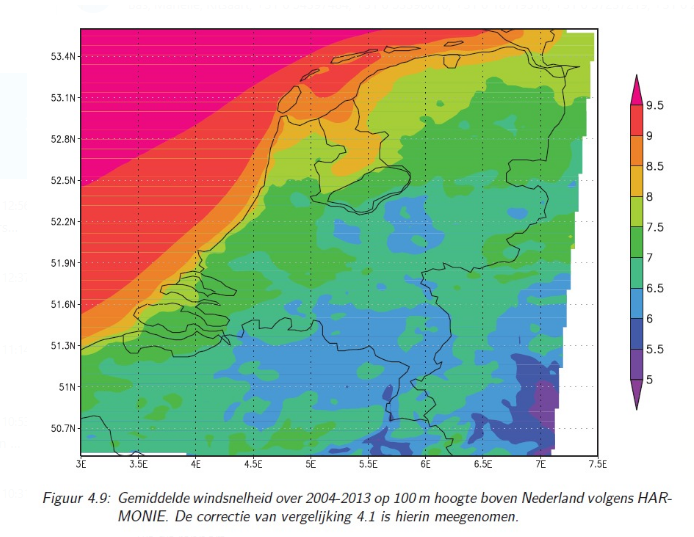 53.4N
53.1N
52.8N
52.5N
52.2N
51.9N
51.6N
51.3N
51N
50.7N
3E 3.5E 4E 4.5E 5E 5.5E 6E 6.5E 7E 7.5E
9.5
9
8.5
8
7.5
7
6.5
6
5.5
5
Figuur 4.9: Gemiddelde windsnelheid over 2004-2013 op 100 m hoogte boven Nederland volgens HAR-
MONIE. De correctie van vergelijking 4.1 is hierin meegenomen.